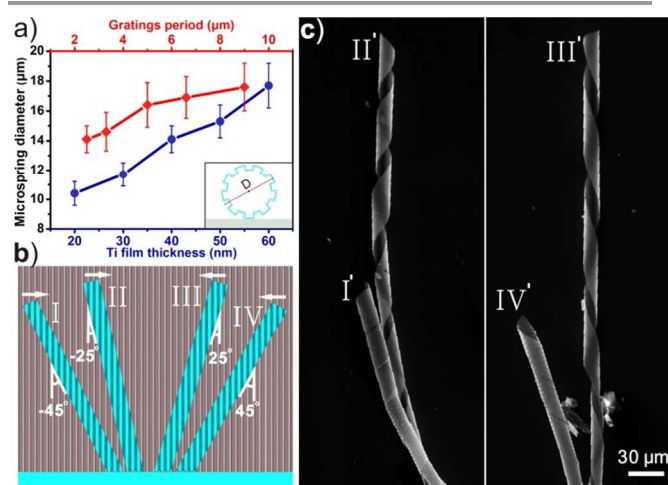 a)
Gratings period (μm)
2 4 6 8 10
Microspring diameter (μm)
20
18
16
14
12
10
8
D
20 30 40 50 60
Ti film thickness (nm)
b)
I
II
III
IV
-25°
25°
-45°
45°
c)
II'
III'
I'
IV'
30 μm